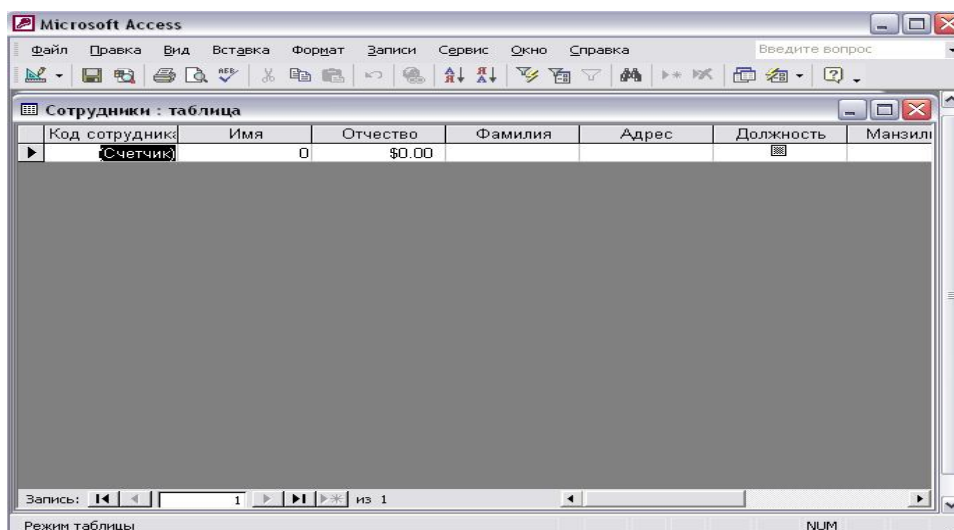 Microsoft Access
Файл Правка Вид Вставка Формат Записи Сервис Окно Справка Введите вопрос
Сотрудники : таблица
Код сотрудника Имя Отчество Фамилия Адрес Должность Манзили
(Счетчик) 0 $0.00
Запись: 1 из 1
Режим таблицы NUM